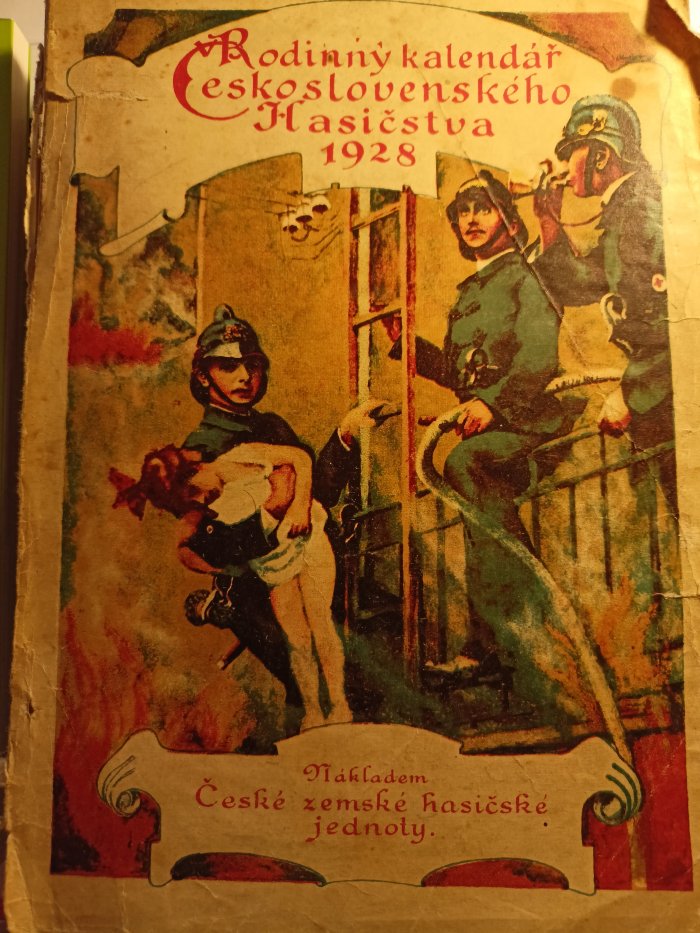 Rodinný kalendář
Československého
Hasičstva
1928
Nákladem
České zemské hasičské
jednoty.